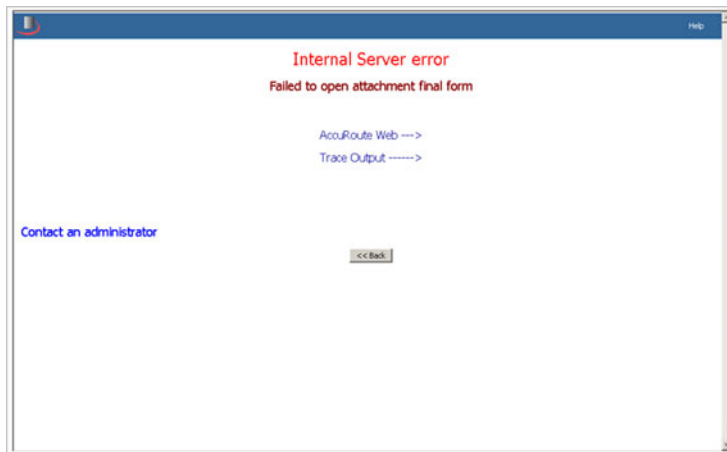 Help
Internal Server error
Failed to open attachment final form
AccuRoute Web --->
Trace Output ------>
Contact an administrator
<< Back